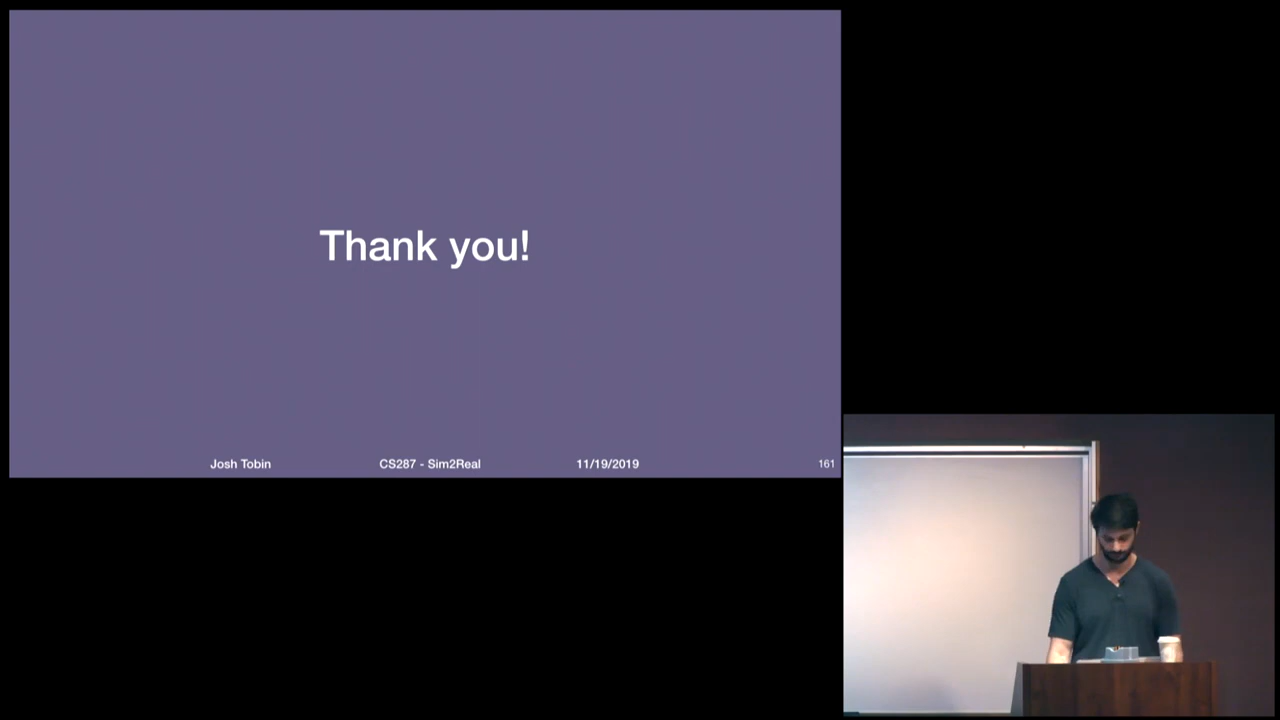 Thank you!
Josh Tobin
CS287 - Sim2Real
11/19/2019
161